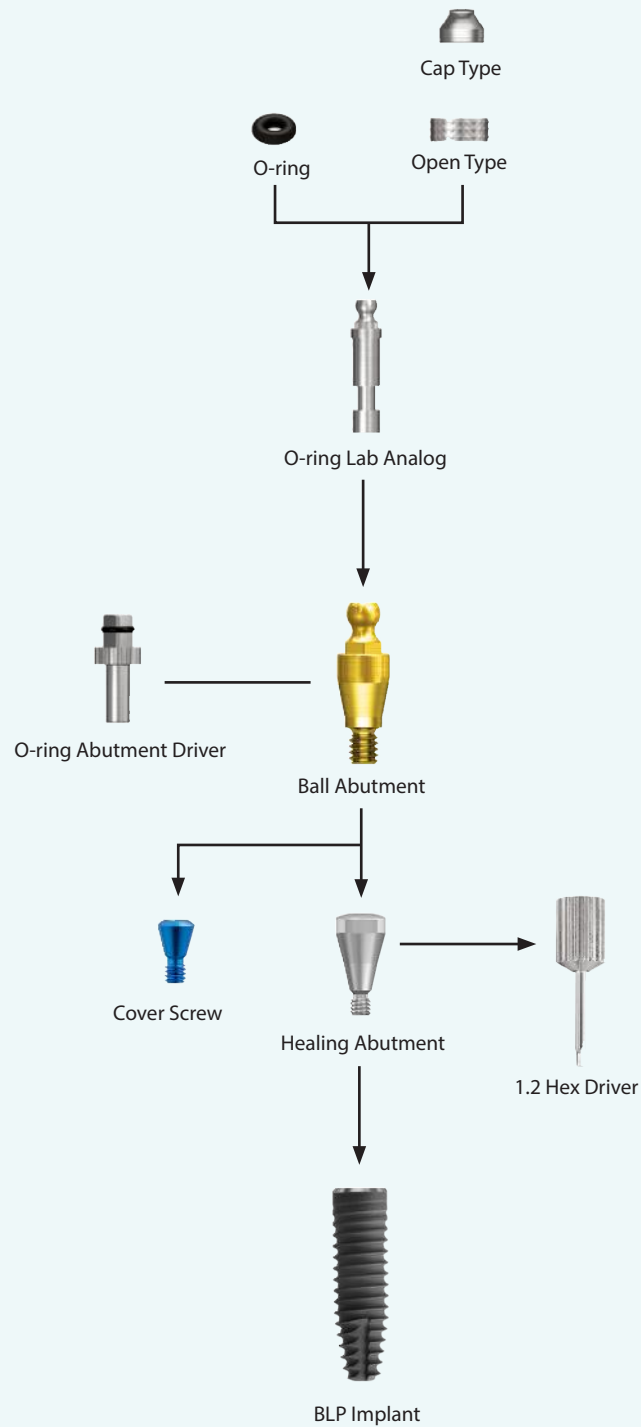 Cap Type
O-ring
Open Type
O-ring Lab Analog
O-ring Abutment Driver
Ball Abutment
Cover Screw
Healing Abutment
1.2 Hex Driver
BLP Implant